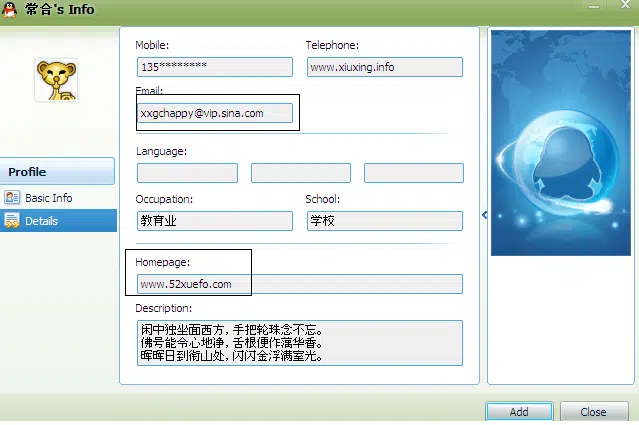 常合's Info
Mobile:
Telephone:
135********
www.xiuxing.info
Email:
xxgchappy@vip.sina.com
Language:
Profile
Basic Info
Details
Occupation:
School:
教育业
学校
Homepage:
www.52xuefo.com
Description:
闲中独坐面西方，手把轮珠念不忘。
佛号能令心地净，舌根便作藕华香。
晖晖日到衔山处，闪闪金浮满室光。
Add
Close